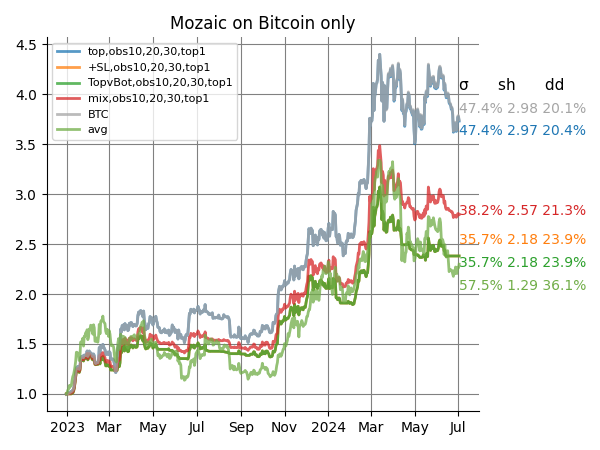 Mozaic on Bitcoin only
4.5
4.0
3.5
3.0
2.5
2.0
1.5
1.0
top,obs10,20,30,top1
+SL,obs10,20,30,top1
TopvBot,obs10,20,30,top1
mix,obs10,20,30,top1
BTC
avg
σ sh dd
47.4% 2.98 20.1%
47.4% 2.97 20.4%
38.2% 2.57 21.3%
35.7% 2.18 23.9%
35.7% 2.18 23.9%
57.5% 1.29 36.1%
2023 Mar May Jul Sep Nov 2024 Mar May Jul